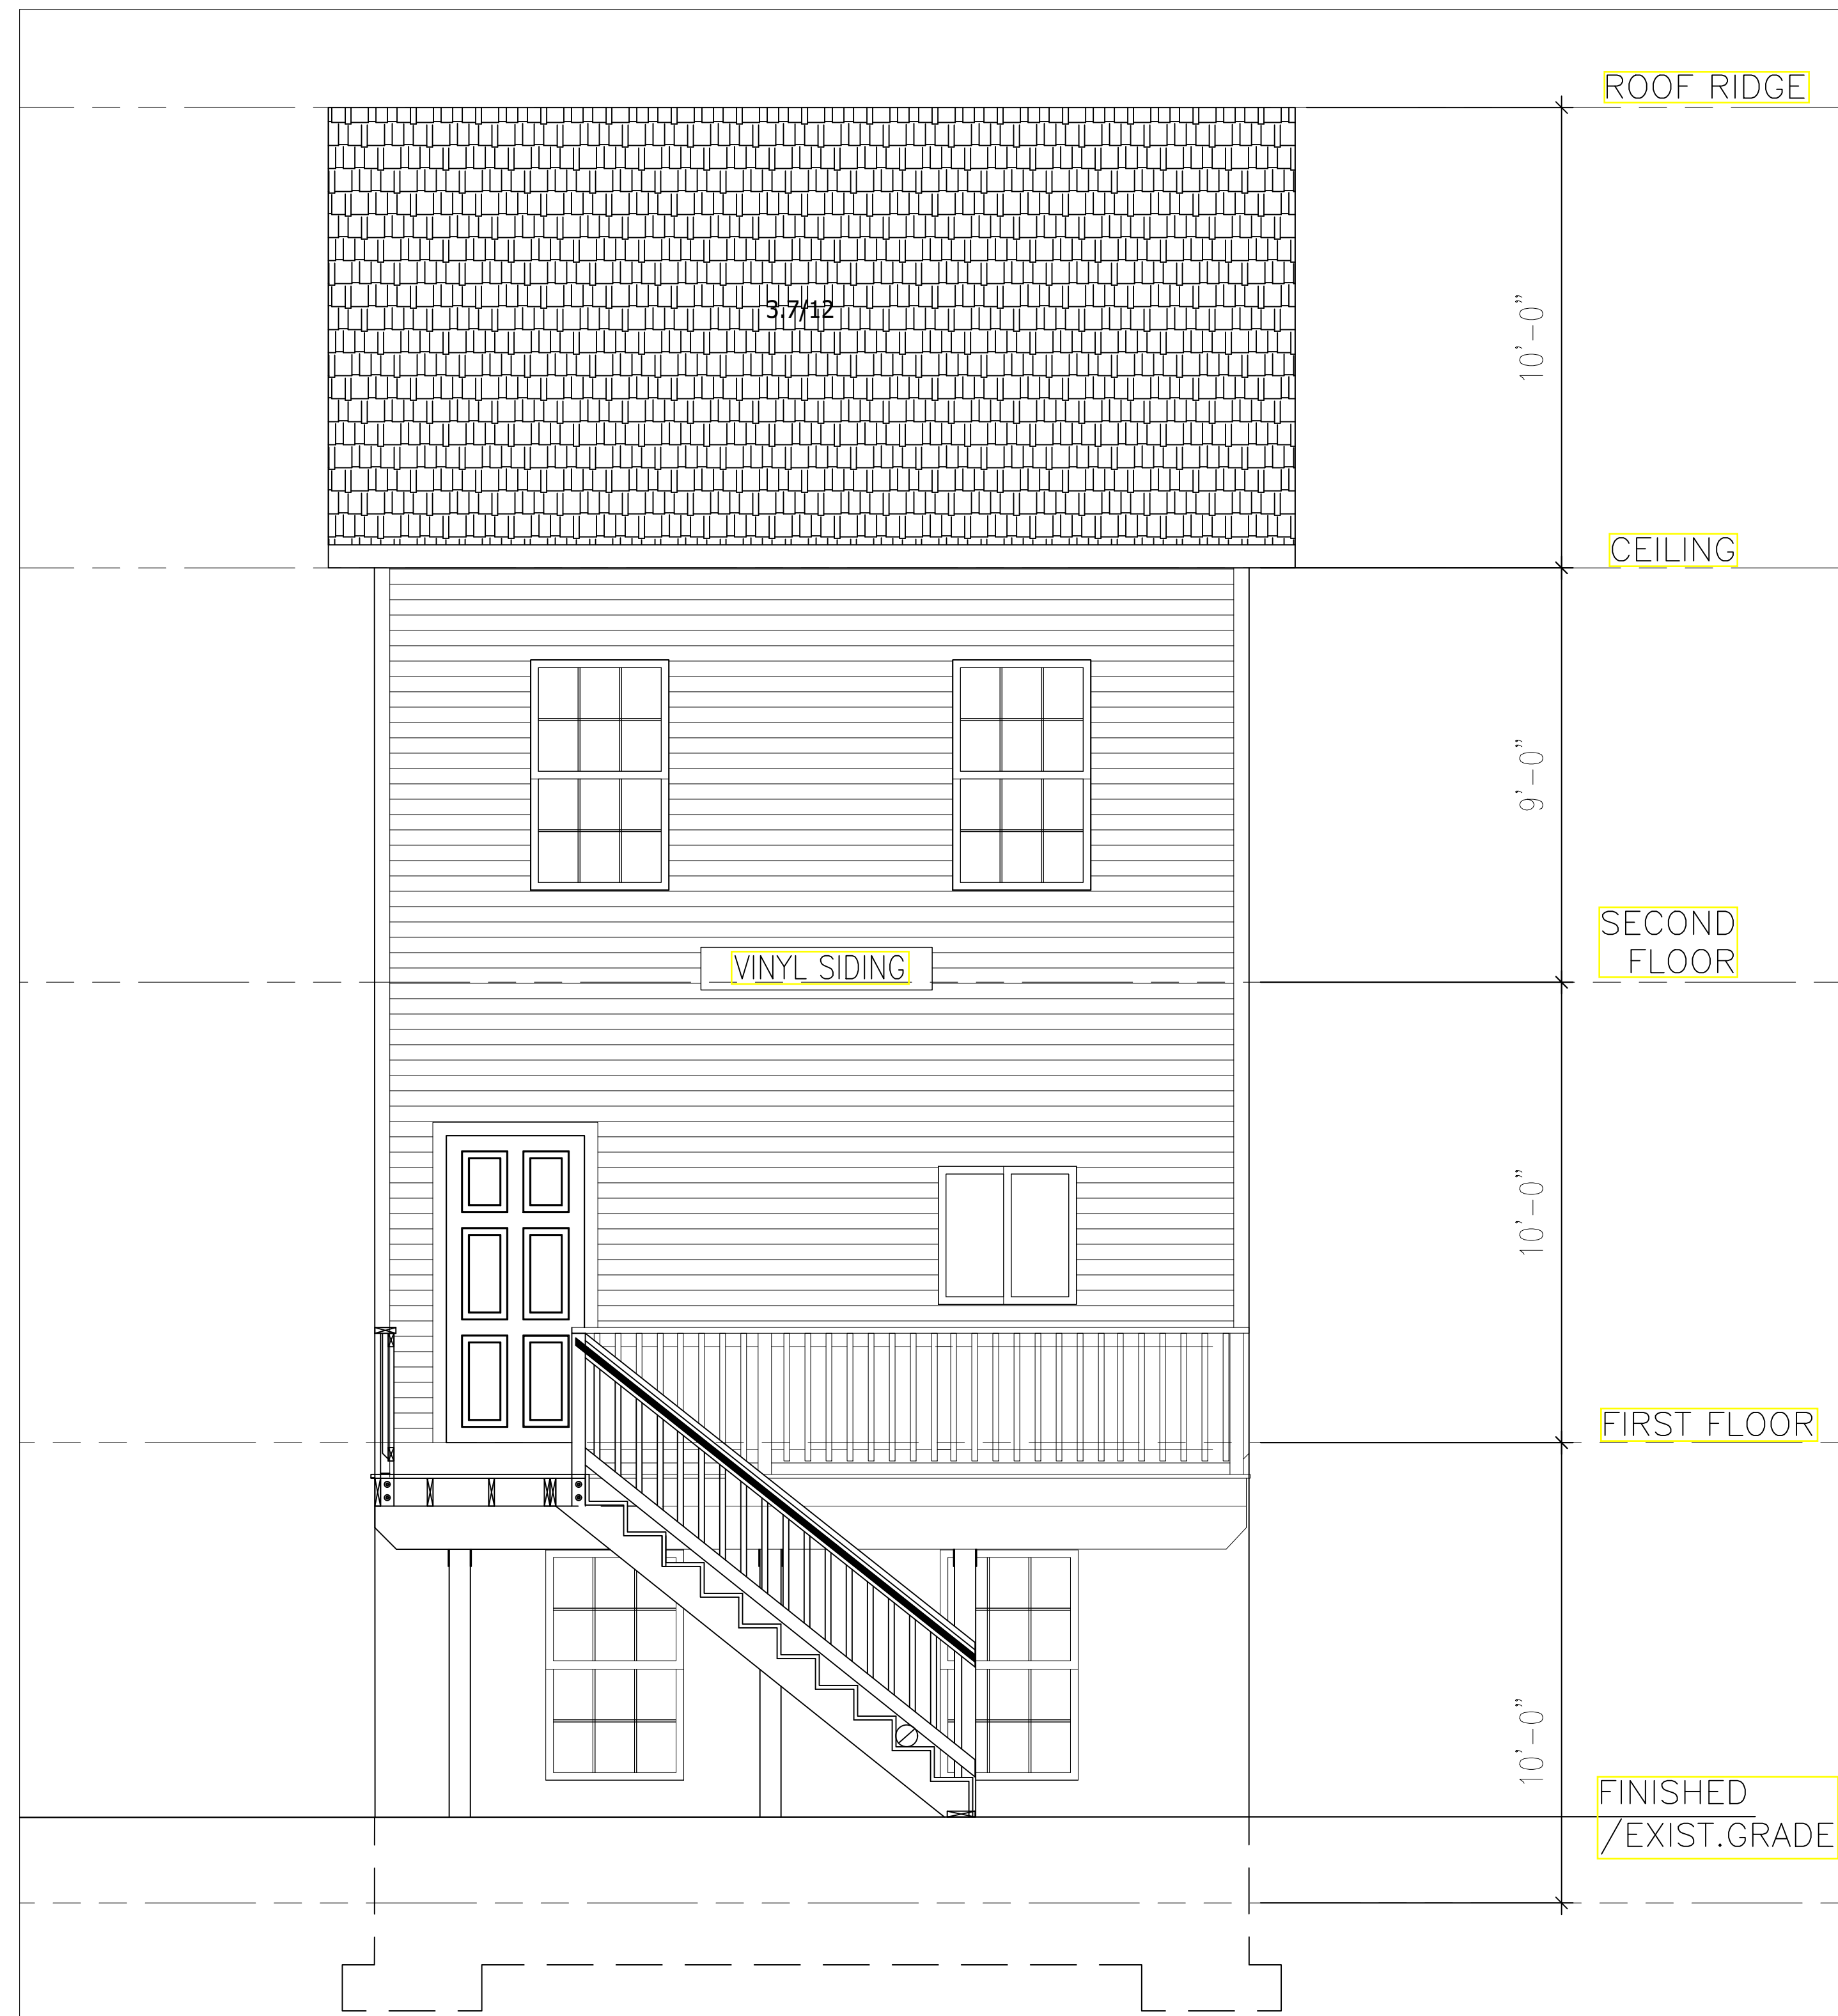 ROOF RIDGE
3.7/12
10'-0"
CEILING
9'-0"
SECOND
FLOOR
VINYL SIDING
10'-0"
FIRST FLOOR
10'-0"
FINISHED
/EXIST.GRADE